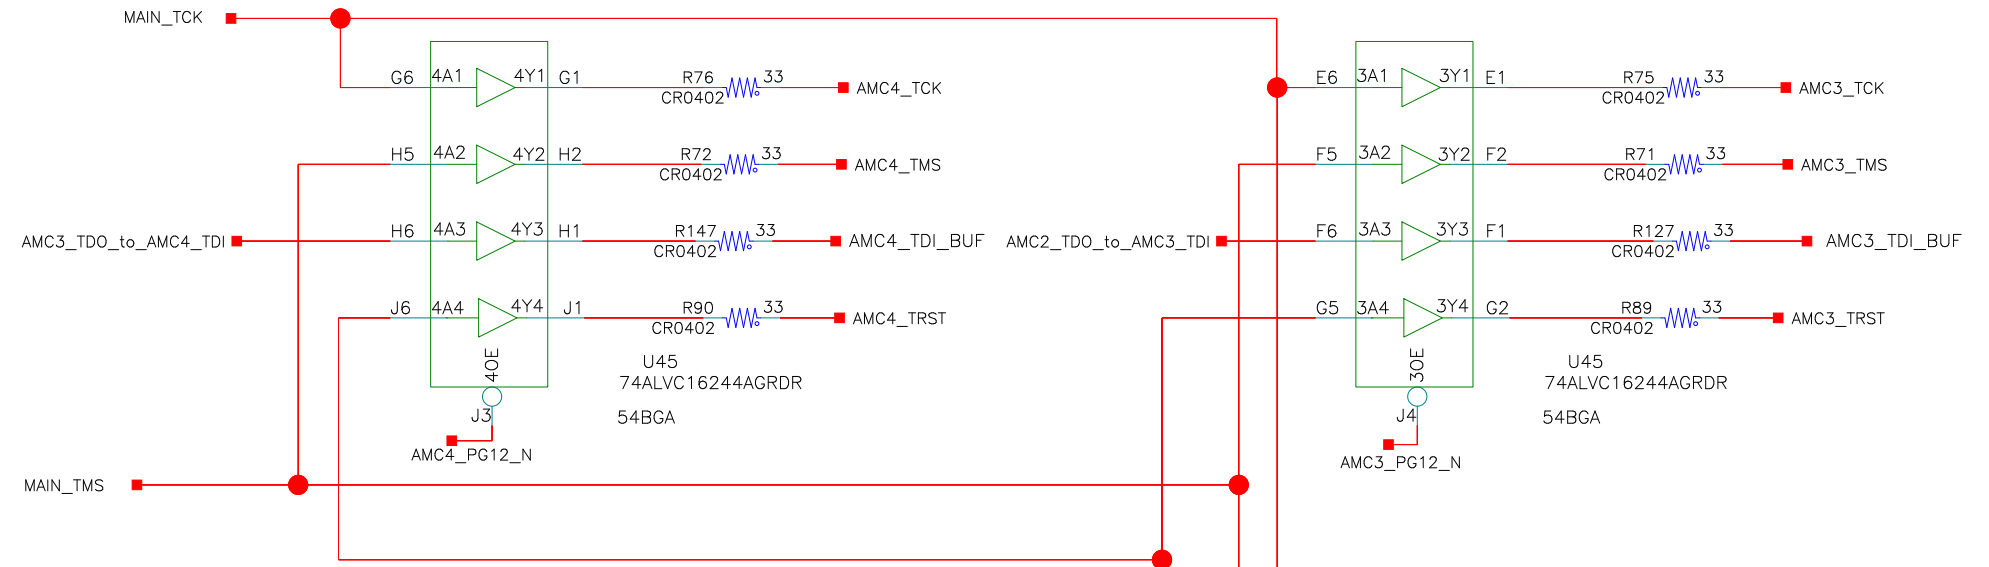 MAIN_TCK
G6 4A1 4Y1 G1 R76 33
CR0402
AMC4_TCK
E6 3A1 3Y1 E1 R75 33
CR0402
AMC3_TCK
H5 4A2 4Y2 H2 R72 33
CR0402
AMC4_TMS
F5 3A2 3Y2 F2 R71 33
CR0402
AMC3_TMS
AMC3_TDO_to_AMC4_TDI
H6 4A3 4Y3 H1 R147 33
CR0402
AMC4_TDI_BUF
AMC2_TDO_to_AMC3_TDI
F6 3A3 3Y3 F1 R127 33
CR0402
AMC3_TDI_BUF
J6 4A4 4Y4 J1 R90 33
CR0402
AMC4_TRST
G5 3A4 3Y4 G2 R89 33
CR0402
AMC3_TRST
4OE
U45
74ALVC16244AGRDR
54BGA
J3
AMC4_PG12_N
3OE
U45
74ALVC16244AGRDR
54BGA
J4
AMC3_PG12_N
MAIN_TMS